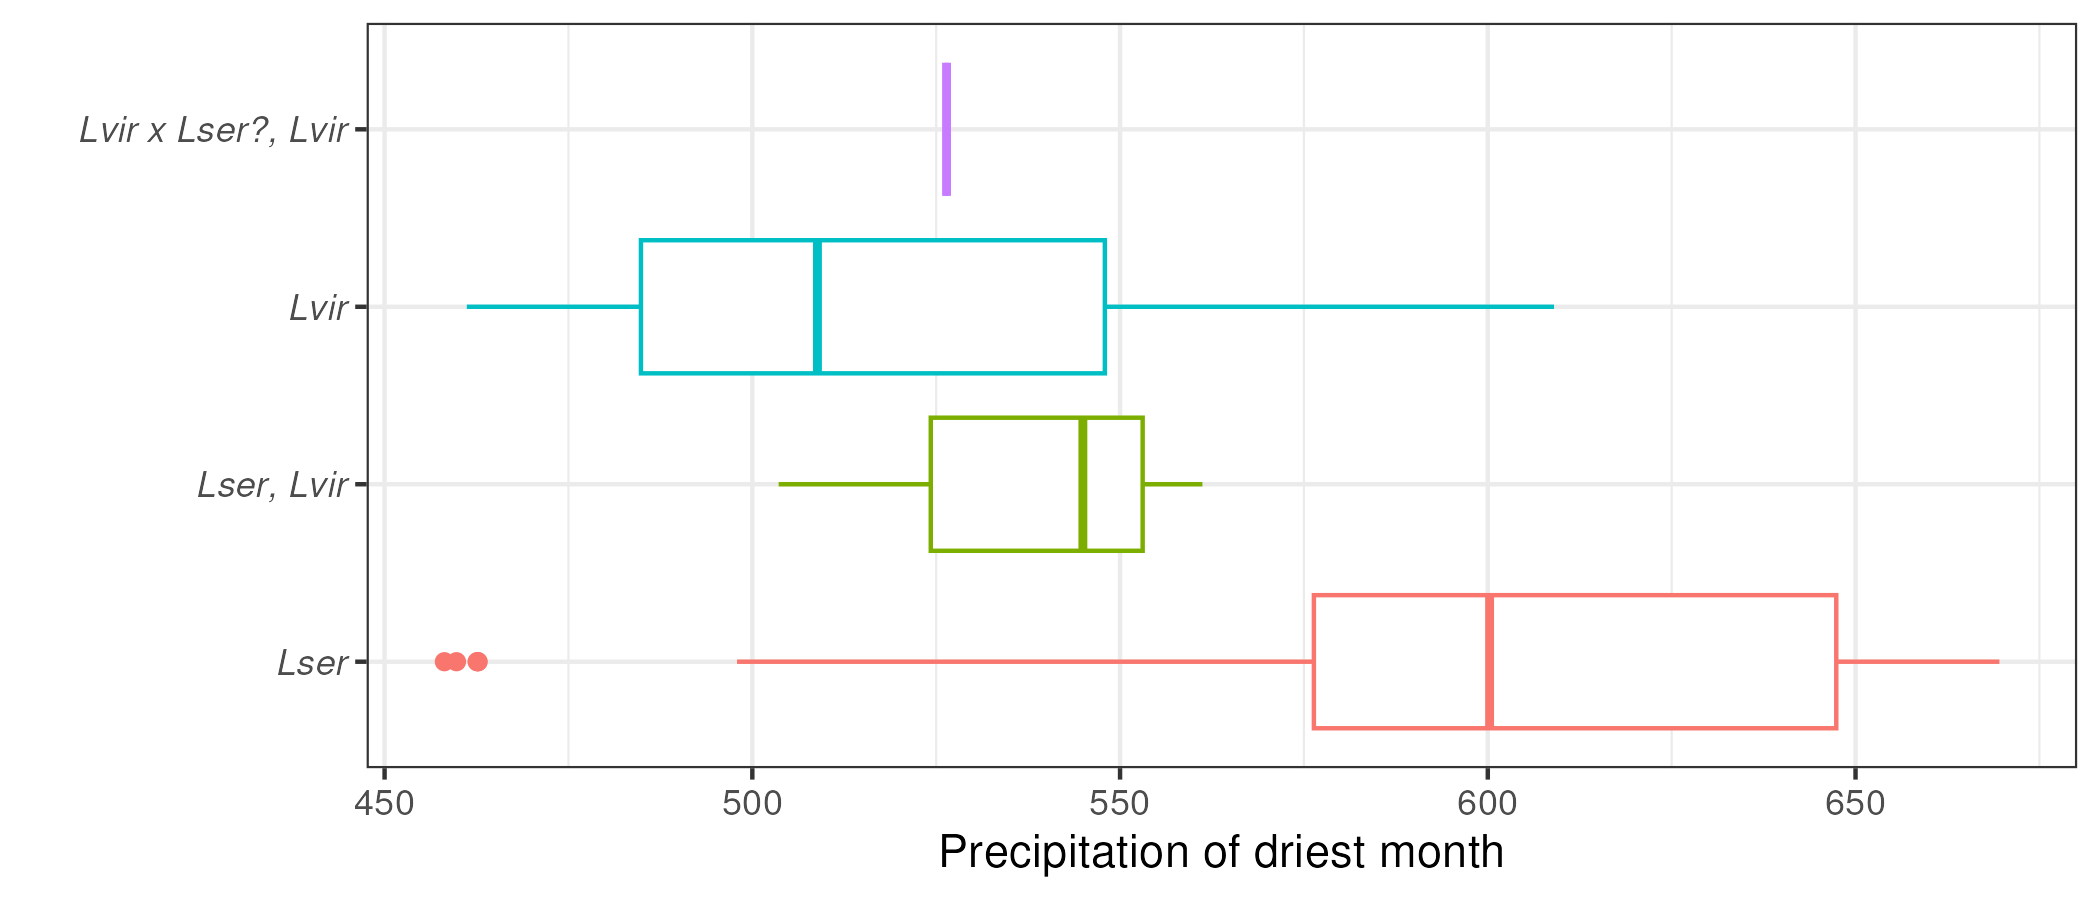 Lvir x Lser?, Lvir
Lvir
Lser, Lvir
Lser
450 500 550 600 650
Precipitation of driest month